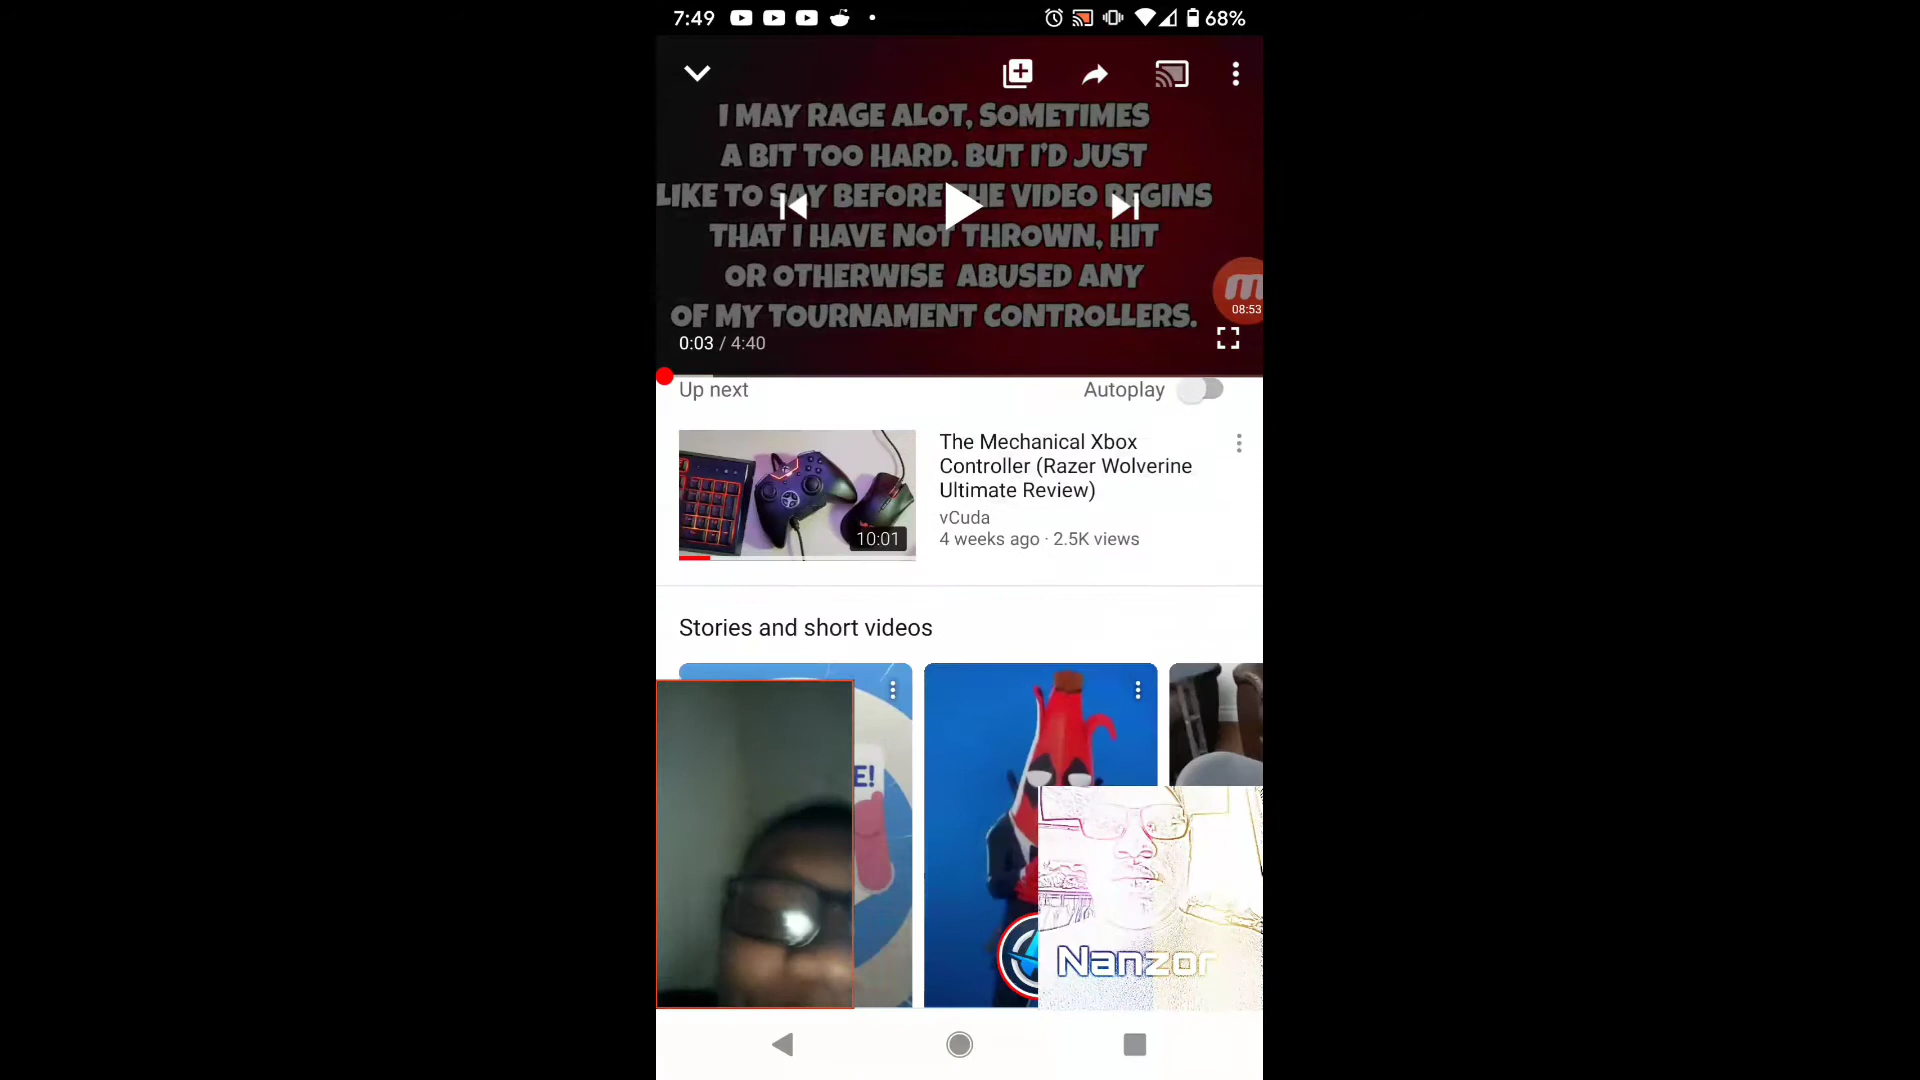 7:49
68%
I MAY RAGE ALOT, SOMETIMES
A BIT TOO HARD. BUT I'D JUST
LIKE TO SAY BEFORE THE VIDEO BEGINS
THAT I HAVE NOT THROWN, HIT
OR OTHERWISE ABUSED ANY
OF MY TOURNAMENT CONTROLLERS.
08:53
0:03 / 4:40
Up next
Autoplay
The Mechanical Xbox
Controller (Razer Wolverine
Ultimate Review)
vCuda
4 weeks ago · 2.5K views
10:01
Stories and short videos
E!
Nanzor